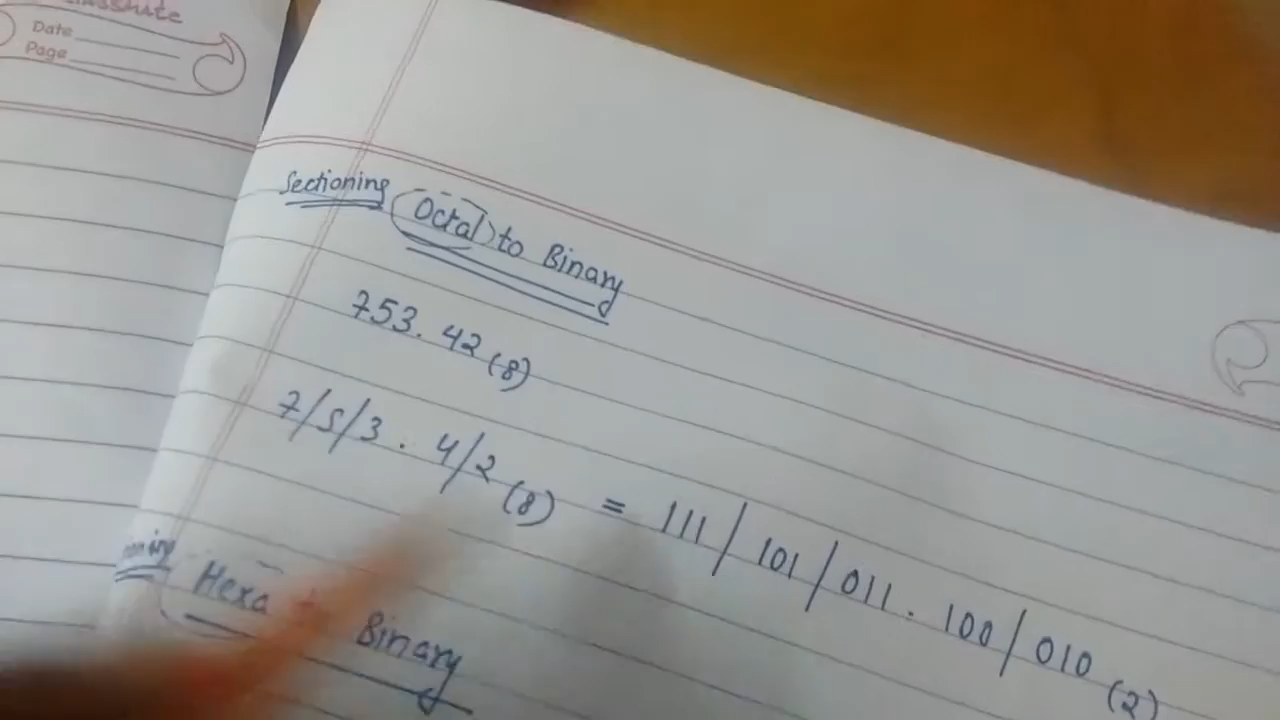 Date
Page
Sectioning Octal to Binary
753.42(8)
7/5/3.4/2(8) = 111/101/011.100/010(2)
Hexa to Binary